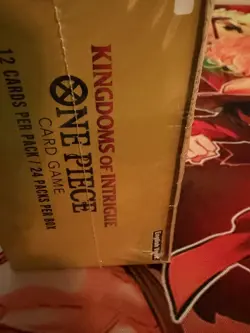 KINGDOMS OF INTRIGUE
ONE PIECE
CARD GAME
12 CARDS PER PACK / 24 PACKS PER BOX